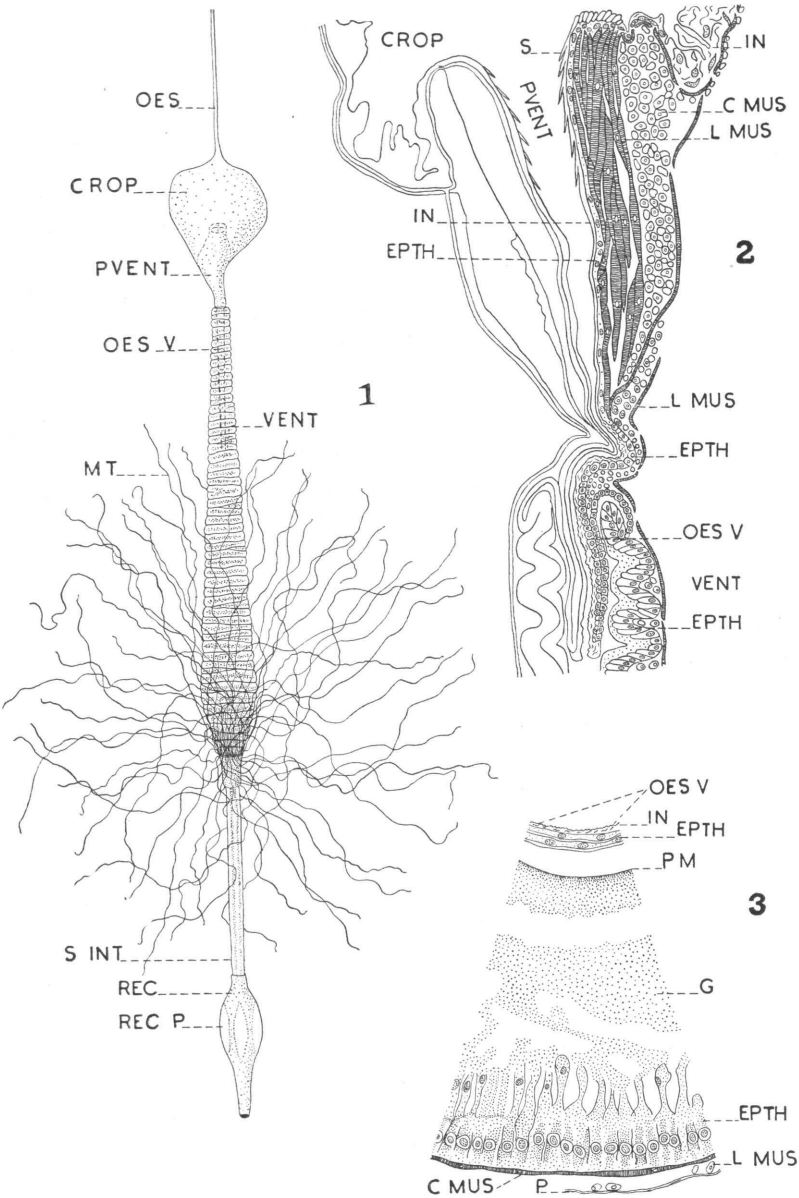 OES
CROP
PVENT
OES V
VENT
MT
S INT
REC
REC P
1
CROP
S
PVENT
IN
C MUS
L MUS
IN
EPTH
2
L MUS
EPTH
OES V
VENT
EPTH
OES V
IN
EPTH
PM
3
G
EPTH
L MUS
C MUS
P